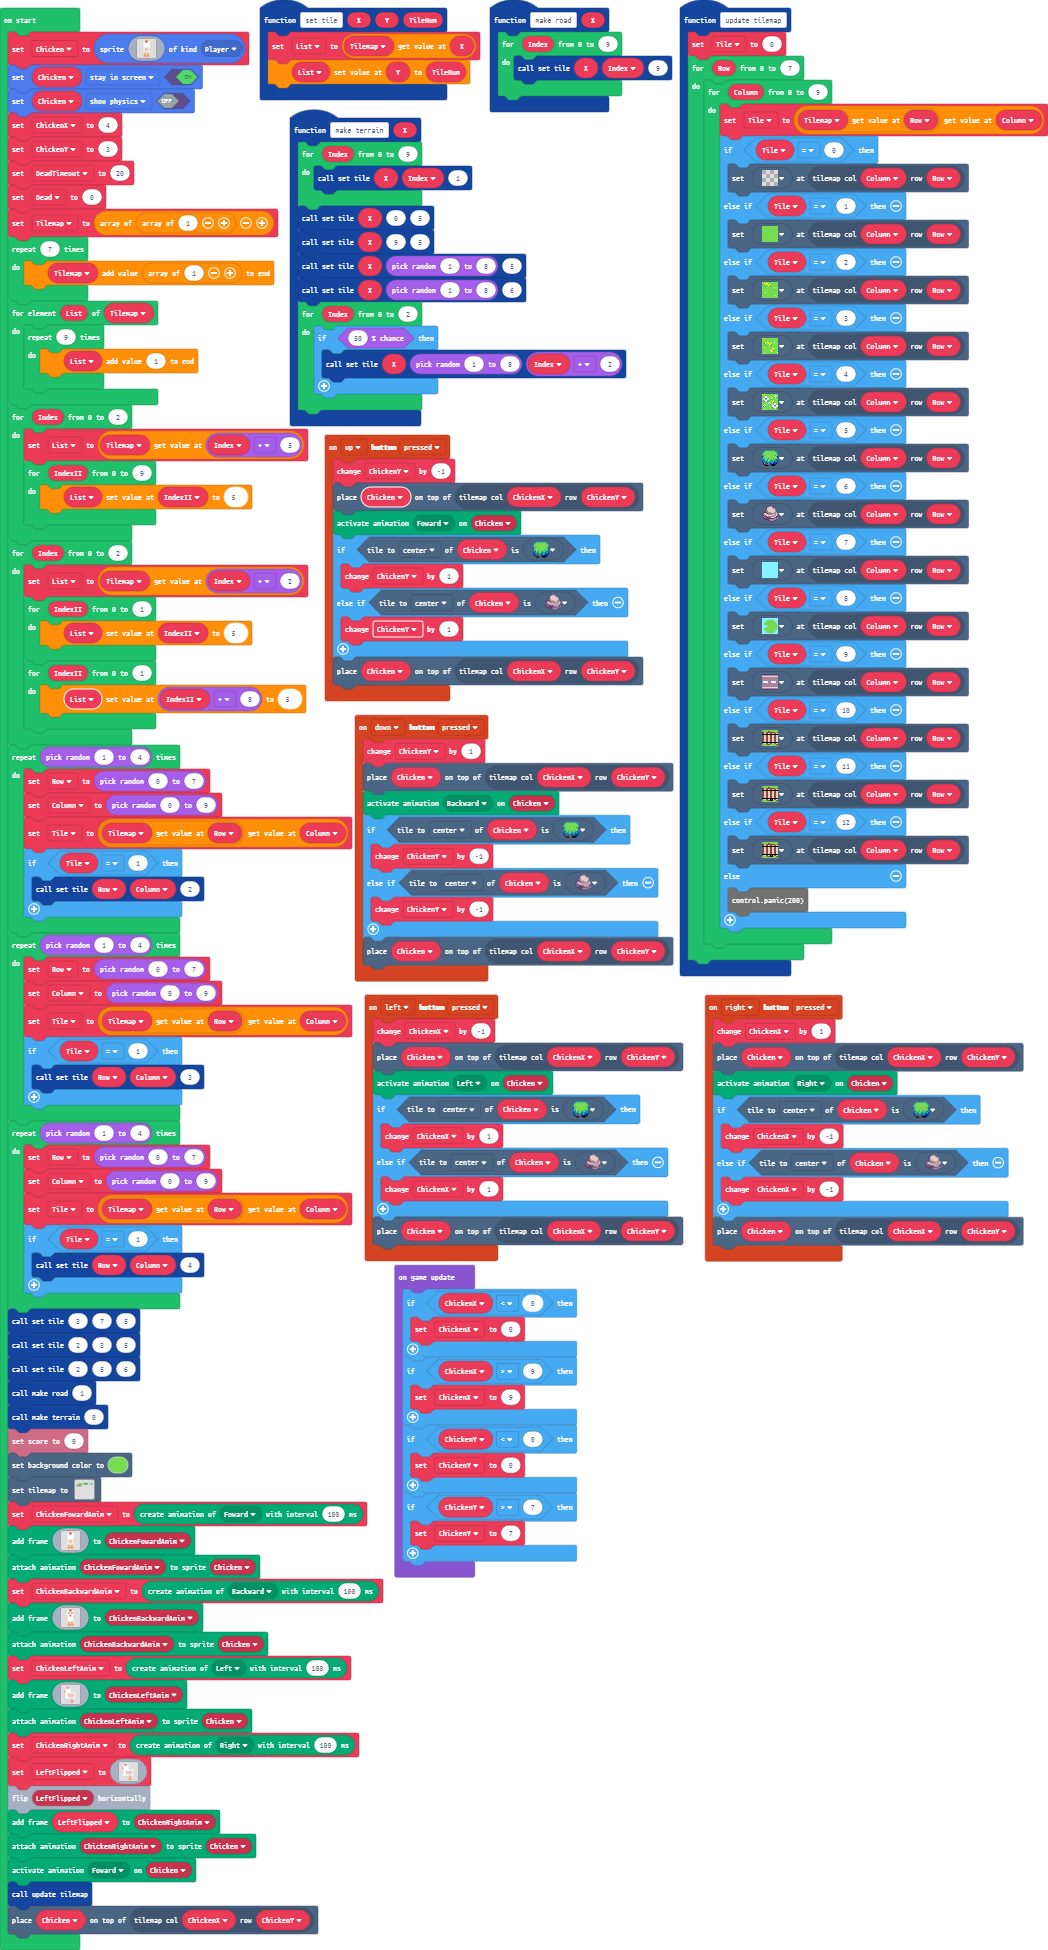 on start
set Chicken to sprite of kind Player
set Chicken stay in screen ON
set Chicken show physics OFF
set ChickenX to 4
set ChickenY to 3
set DeadTimeout to 20
set Dead to 0
set Tilemap to array of array of 1
repeat 7 times
do Tilemap add value array of 1 to end
for element List of Tilemap
do repeat 9 times
do List add value 1 to end
for Index from 0 to 2
do set List to Tilemap get value at Index + 5
for IndexII from 0 to 9
do List set value at IndexII to 5
for Index from 0 to 2
do set List to Tilemap get value at Index + 2
for IndexII from 0 to 1
do List set value at IndexII to 5
for IndexII from 0 to 1
do List set value at IndexII + 8 to 5
repeat pick random 1 to 4 times
do set Row to pick random 0 to 7
set Column to pick random 0 to 9
set Tile to Tilemap get value at Row get value at Column
if Tile = 1 then
call set tile Row Column 2
repeat pick random 1 to 4 times
do set Row to pick random 0 to 7
set Column to pick random 0 to 9
set Tile to Tilemap get value at Row get value at Column
if Tile = 1 then
call set tile Row Column 3
repeat pick random 1 to 4 times
do set Row to pick random 0 to 7
set Column to pick random 0 to 9
set Tile to Tilemap get value at Row get value at Column
if Tile = 1 then
call set tile Row Column 4
call set tile 3 7 5
call set tile 2 3 5
call set tile 2 5 6
call make road 1
call make terrain 0
set score to 0
set background color to
set tilemap to
set ChickenFowardAnim to create animation of Foward with interval 100 ms
add frame to ChickenFowardAnim
attach animation ChickenFowardAnim to sprite Chicken
set ChickenBackwardAnim to create animation of Backward with interval 100 ms
add frame to ChickenBackwardAnim
attach animation ChickenBackwardAnim to sprite Chicken
set ChickenLeftAnim to create animation of Left with interval 100 ms
add frame to ChickenLeftAnim
attach animation ChickenLeftAnim to sprite Chicken
set ChickenRightAnim to create animation of Right with interval 100 ms
set LeftFlipped to
flip LeftFlipped horizontally
add frame LeftFlipped to ChickenRightAnim
attach animation ChickenRightAnim to sprite Chicken
activate animation Foward on Chicken
call update tilemap
place Chicken on top of tilemap col ChickenX row ChickenY
function set tile X Y TileNum
set List to Tilemap get value at X
List set value at Y to TileNum
function make road X
for Index from 0 to 9
do call set tile X Index 9
function make terrain X
for Index from 0 to 9
do call set tile X Index 1
call set tile X 0 5
call set tile X 9 5
call set tile X pick random 1 to 8 5
call set tile X pick random 1 to 8 6
for Index from 0 to 2
do if 50 % chance then
call set tile X pick random 1 to 8 Index + 2
on up button pressed
change ChickenY by -1
place Chicken on top of tilemap col ChickenX row ChickenY
activate animation Foward on Chicken
if tile to center of Chicken is then
change ChickenY by 1
else if tile to center of Chicken is then
change ChickenY by 1
place Chicken on top of tilemap col ChickenX row ChickenY
on down button pressed
change ChickenY by 1
place Chicken on top of tilemap col ChickenX row ChickenY
activate animation Backward on Chicken
if tile to center of Chicken is then
change ChickenY by -1
else if tile to center of Chicken is then
change ChickenY by -1
place Chicken on top of tilemap col ChickenX row ChickenY
on left button pressed
change ChickenX by -1
place Chicken on top of tilemap col ChickenX row ChickenY
activate animation Left on Chicken
if tile to center of Chicken is then
change ChickenX by 1
else if tile to center of Chicken is then
change ChickenX by 1
place Chicken on top of tilemap col ChickenX row ChickenY
on right button pressed
change ChickenX by 1
place Chicken on top of tilemap col ChickenX row ChickenY
activate animation Right on Chicken
if tile to center of Chicken is then
change ChickenX by -1
else if tile to center of Chicken is then
change ChickenX by -1
place Chicken on top of tilemap col ChickenX row ChickenY
on game update
if ChickenX < 0 then
set ChickenX to 0
if ChickenX > 9 then
set ChickenX to 9
if ChickenY < 0 then
set ChickenY to 0
if ChickenY > 7 then
set ChickenY to 7
function update tilemap
set Tile to 0
for Row from 0 to 7
do for Column from 0 to 9
do set Tile to Tilemap get value at Row get value at Column
if Tile = 0 then
set at tilemap col Column row Row
else if Tile = 1 then
set at tilemap col Column row Row
else if Tile = 2 then
set at tilemap col Column row Row
else if Tile = 3 then
set at tilemap col Column row Row
else if Tile = 4 then
set at tilemap col Column row Row
else if Tile = 5 then
set at tilemap col Column row Row
else if Tile = 6 then
set at tilemap col Column row Row
else if Tile = 7 then
set at tilemap col Column row Row
else if Tile = 8 then
set at tilemap col Column row Row
else if Tile = 9 then
set at tilemap col Column row Row
else if Tile = 10 then
set at tilemap col Column row Row
else if Tile = 11 then
set at tilemap col Column row Row
else if Tile = 12 then
set at tilemap col Column row Row
else
control.panic(200)